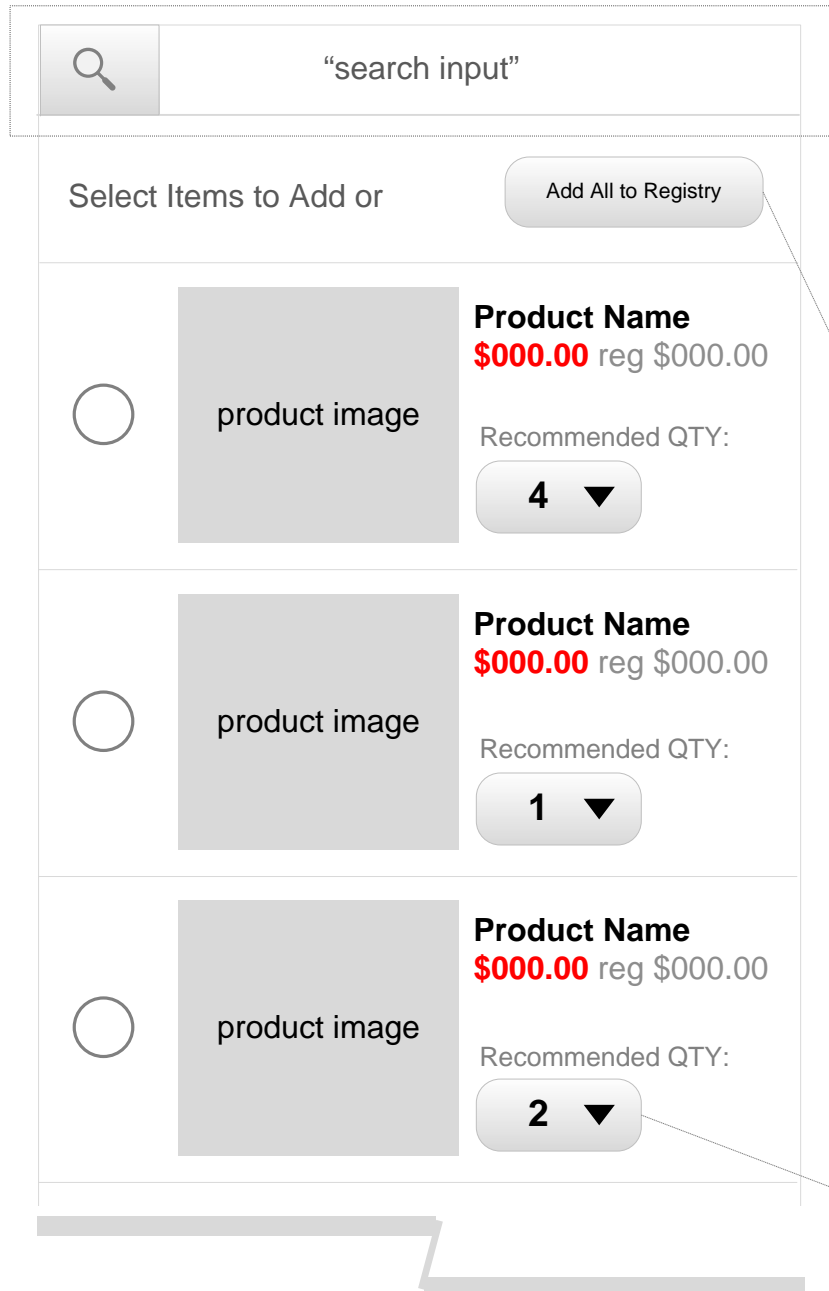 “search input”
Select Items to Add or
Add All to Registry
Product Name
$000.00 reg $000.00
product image
Recommended QTY:
4
Product Name
$000.00 reg $000.00
product image
Recommended QTY:
1
Product Name
$000.00 reg $000.00
product image
Recommended QTY:
2